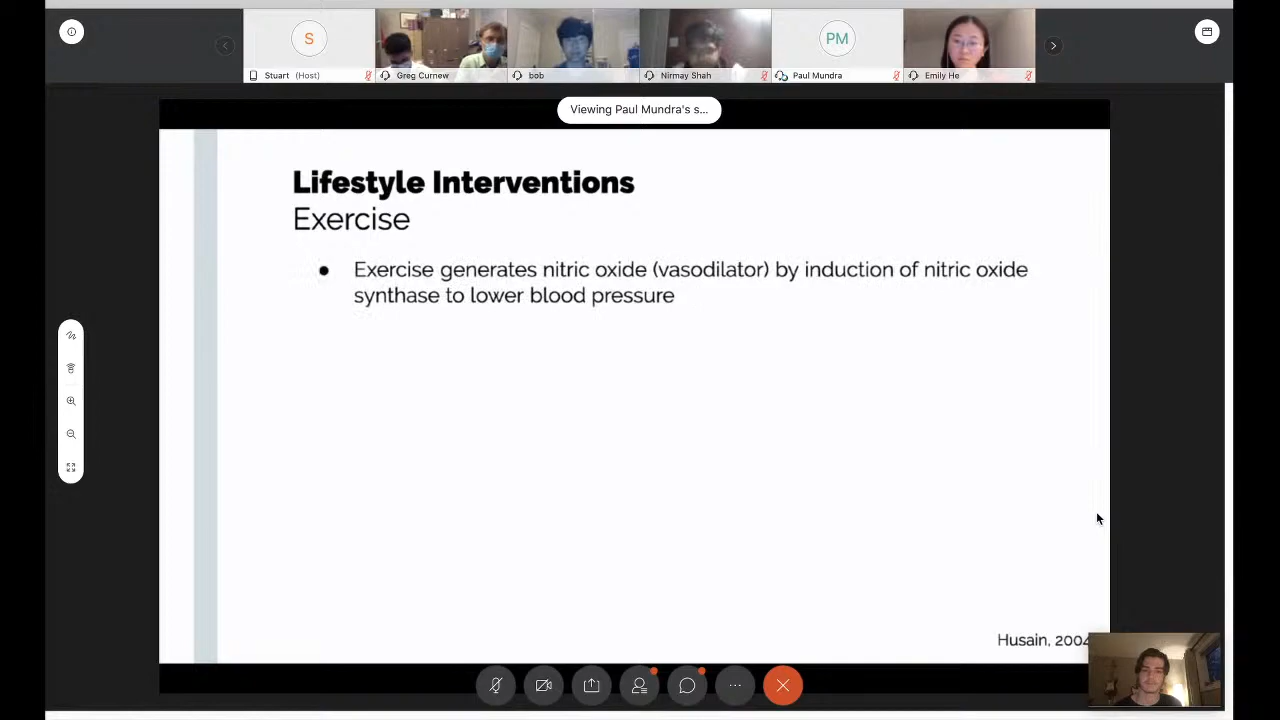 S
PM
Stuart (Host)
Greg Curnew
bob
Nirmay Shah
Paul Mundra
Emily He
Viewing Paul Mundra's s...
Lifestyle Interventions
Exercise
● Exercise generates nitric oxide (vasodilator) by induction of nitric oxide
synthase to lower blood pressure
Husain, 2004